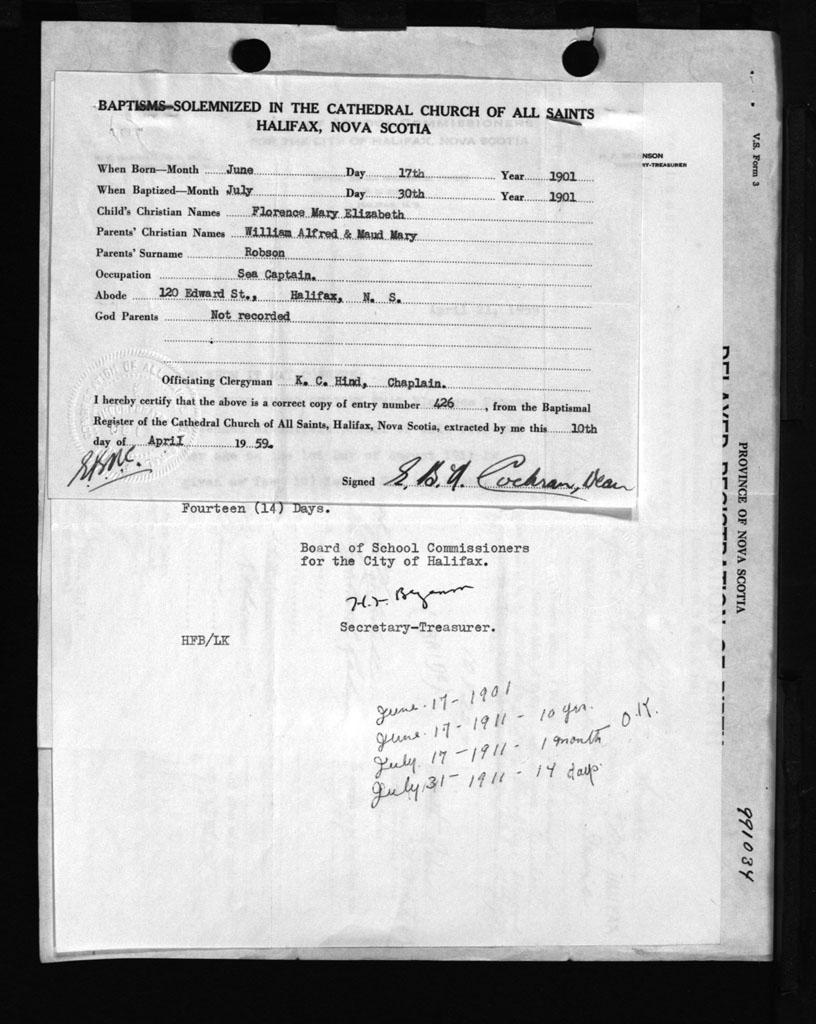 BAPTISMS SOLEMNIZED IN THE CATHEDRAL CHURCH OF ALL SAINTS
HALIFAX, NOVA SCOTIA
When Born—Month June Day 17th Year 1901
When Baptized—Month July Day 30th Year 1901
Child's Christian Names Florence Mary Elizabeth
Parents' Christian Names William Alfred & Maud Mary
Parents' Surname Robson
Occupation Sea Captain.
Abode 120 Edward St., Halifax, N. S.
God Parents Not recorded
Officiating Clergyman K. C. Hind, Chaplain.
I hereby certify that the above is a correct copy of entry number 426, from the Baptismal
Register of the Cathedral Church of All Saints, Halifax, Nova Scotia, extracted by me this 10th
day of April 19 59.
Signed E. B. N. Cochran, Dean
Fourteen (14) Days.
Board of School Commissioners
for the City of Halifax.
Secretary-Treasurer.
HFB/LK
June 17 - 1901
June 17 - 1911 - 10 yrs.
July 17 - 1911 - 1 month O.K.
July 31 - 1911 - 14 days.
V.S. Form 3
PROVINCE OF NOVA SCOTIA
991034